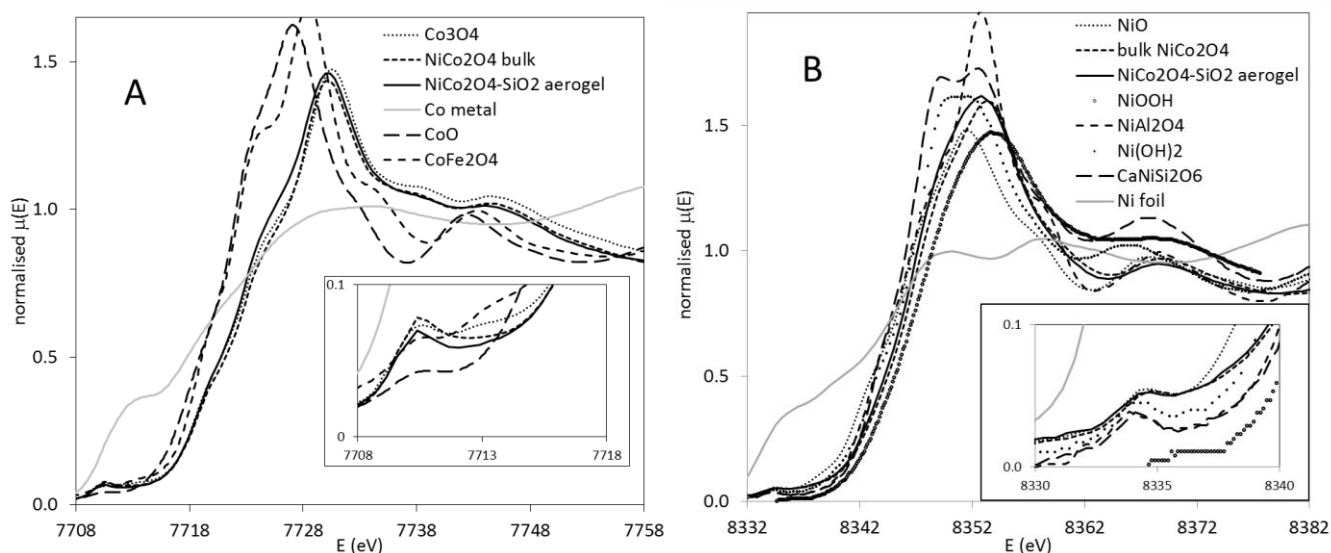 A
1.5
1.0
0.5
0.0
normalised µ(E)
Co3O4
NiCo2O4 bulk
NiCo2O4-SiO2 aerogel
Co metal
CoO
CoFe2O4
0.1
0
7708 7713 7718
7708 7718 7728 7738 7748 7758
E (eV)
B
1.5
1.0
0.5
0.0
normalised µ(E)
NiO
bulk NiCo2O4
NiCo2O4-SiO2 aerogel
NiOOH
NiAl2O4
Ni(OH)2
CaNiSi2O6
Ni foil
0.1
0.0
8330 8335 8340
8332 8342 8352 8362 8372 8382
E (eV)